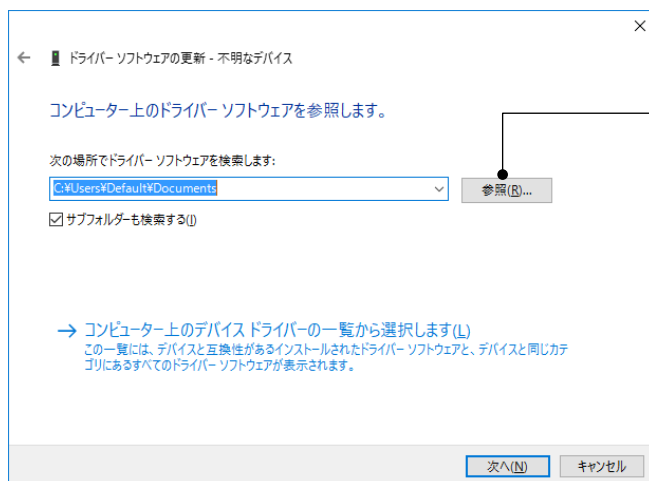 ドライバー ソフトウェアの更新 - 不明なデバイス
コンピューター上のドライバー ソフトウェアを参照します。
次の場所でドライバー ソフトウェアを検索します:
C:¥Users¥Default¥Documents
参照(R)...
サブフォルダーも検索する(I)
コンピューター上のデバイス ドライバーの一覧から選択します(L)
この一覧には、デバイスと互換性があるインストールされたドライバー ソフトウェアと、デバイスと同じカテ
ゴリにあるすべてのドライバー ソフトウェアが表示されます。
次へ(N)
キャンセル